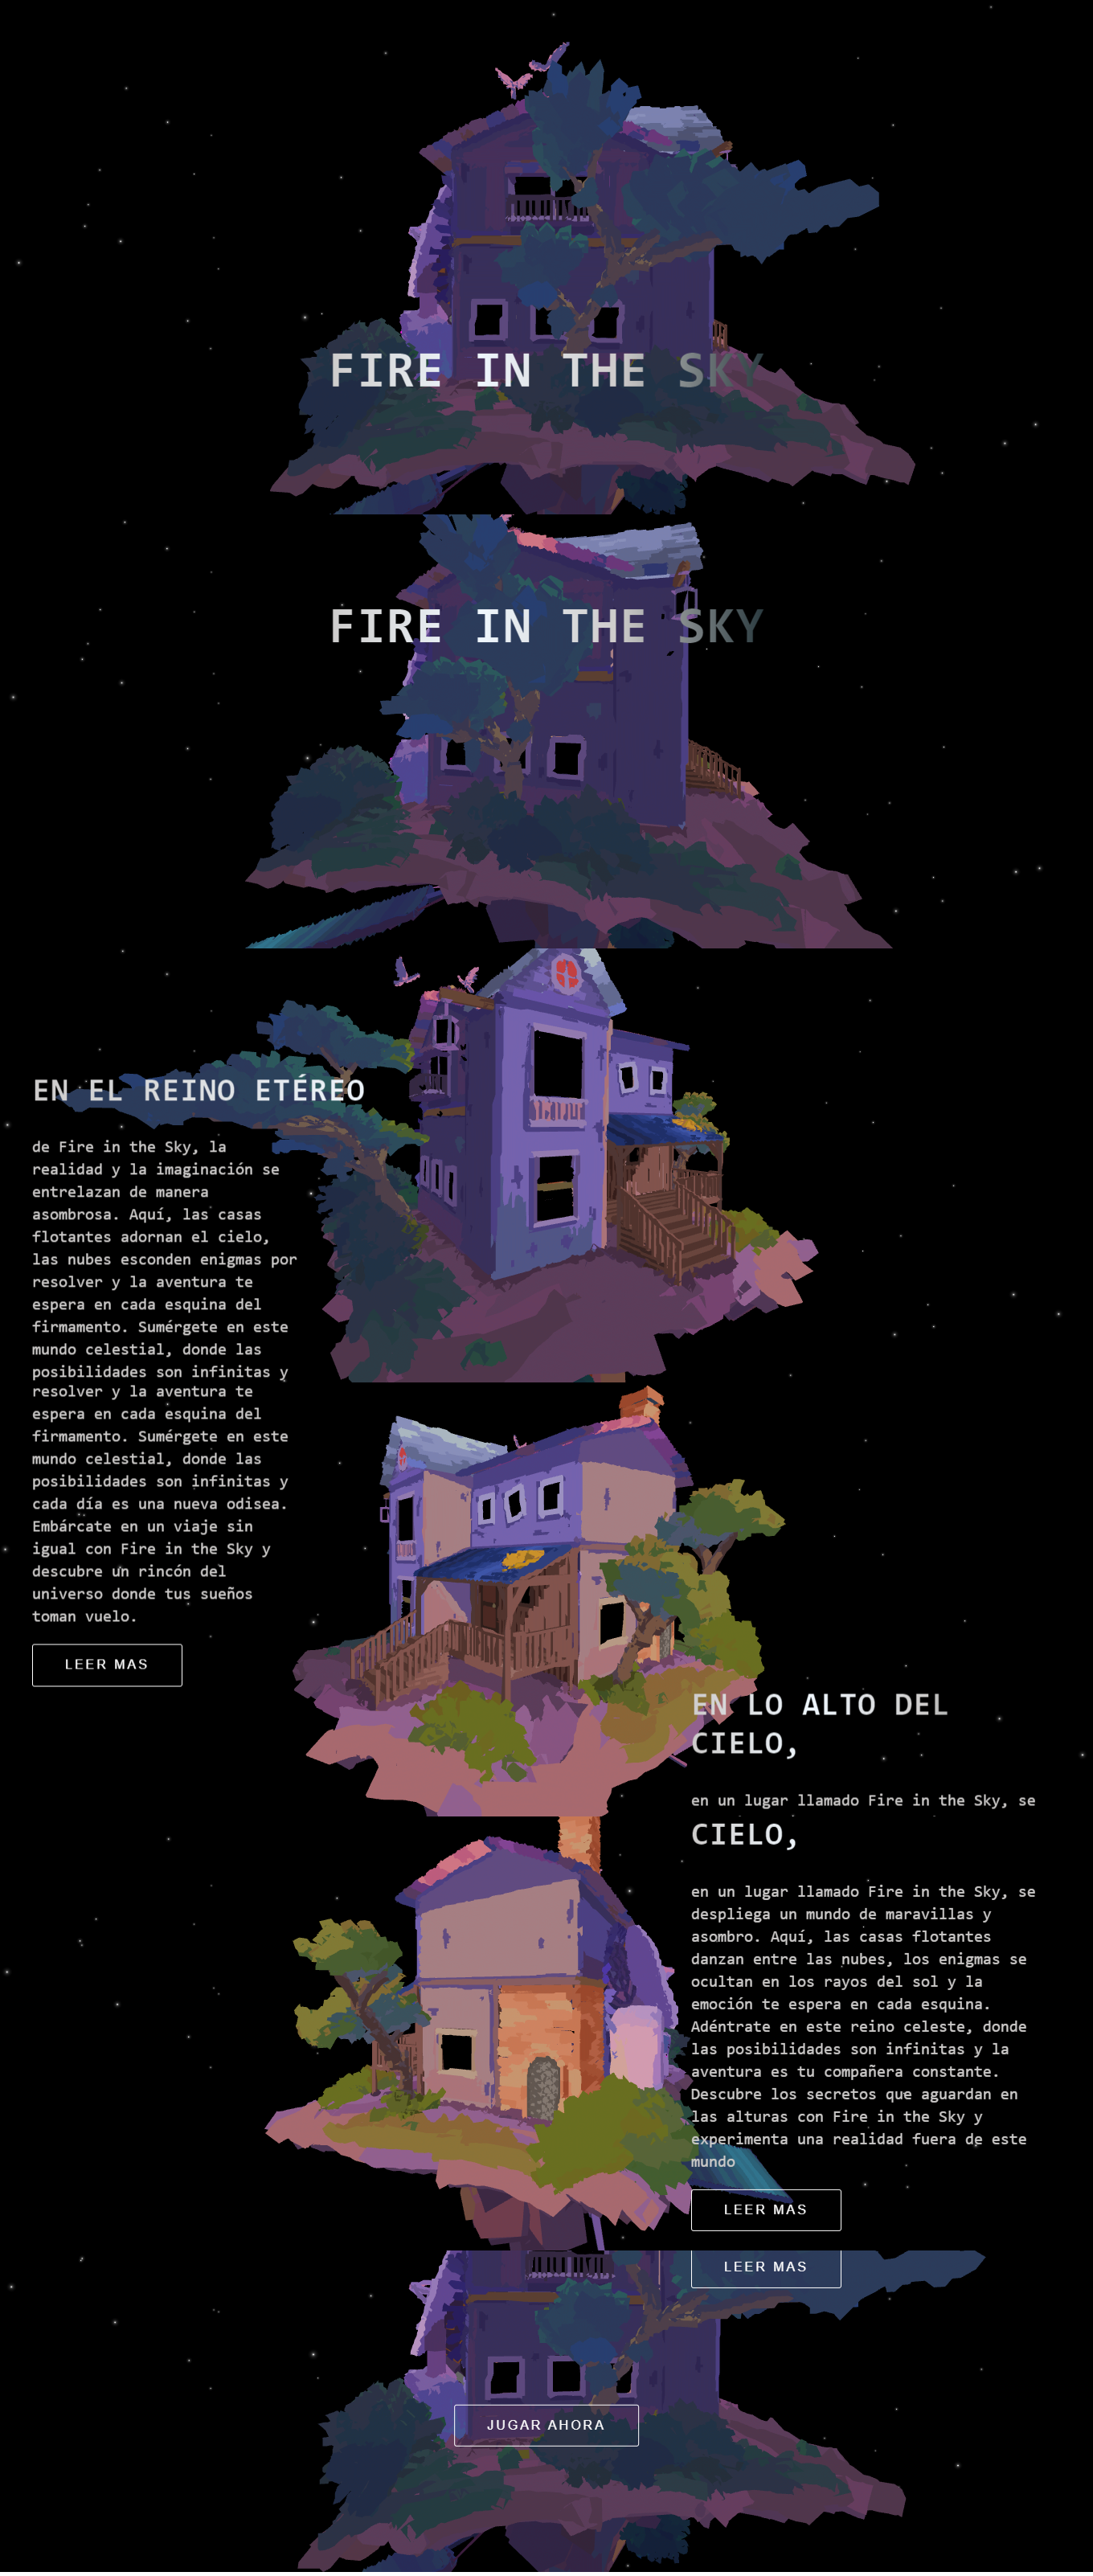 FIRE IN THE SKY
FIRE IN THE SKY
EN EL REINO ETÉREO
de Fire in the Sky, la
realidad y la imaginación se
entrelazan de manera
asombrosa. Aquí, las casas
flotantes adornan el cielo,
las nubes esconden enigmas por
resolver y la aventura te
espera en cada esquina del
firmamento. Sumérgete en este
mundo celestial, donde las
posibilidades son infinitas y
resolver y la aventura te
espera en cada esquina del
firmamento. Sumérgete en este
mundo celestial, donde las
posibilidades son infinitas y
cada día es una nueva odisea.
Embárcate en un viaje sin
igual con Fire in the Sky y
descubre un rincón del
universo donde tus sueños
toman vuelo.
LEER MAS
EN LO ALTO DEL
CIELO,
en un lugar llamado Fire in the Sky, se
CIELO,
en un lugar llamado Fire in the Sky, se
despliega un mundo de maravillas y
asombro. Aquí, las casas flotantes
danzan entre las nubes, los enigmas se
ocultan en los rayos del sol y la
emoción te espera en cada esquina.
Adéntrate en este reino celeste, donde
las posibilidades son infinitas y la
aventura es tu compañera constante.
Descubre los secretos que aguardan en
las alturas con Fire in the Sky y
experimenta una realidad fuera de este
mundo
LEER MAS
LEER MAS
JUGAR AHORA